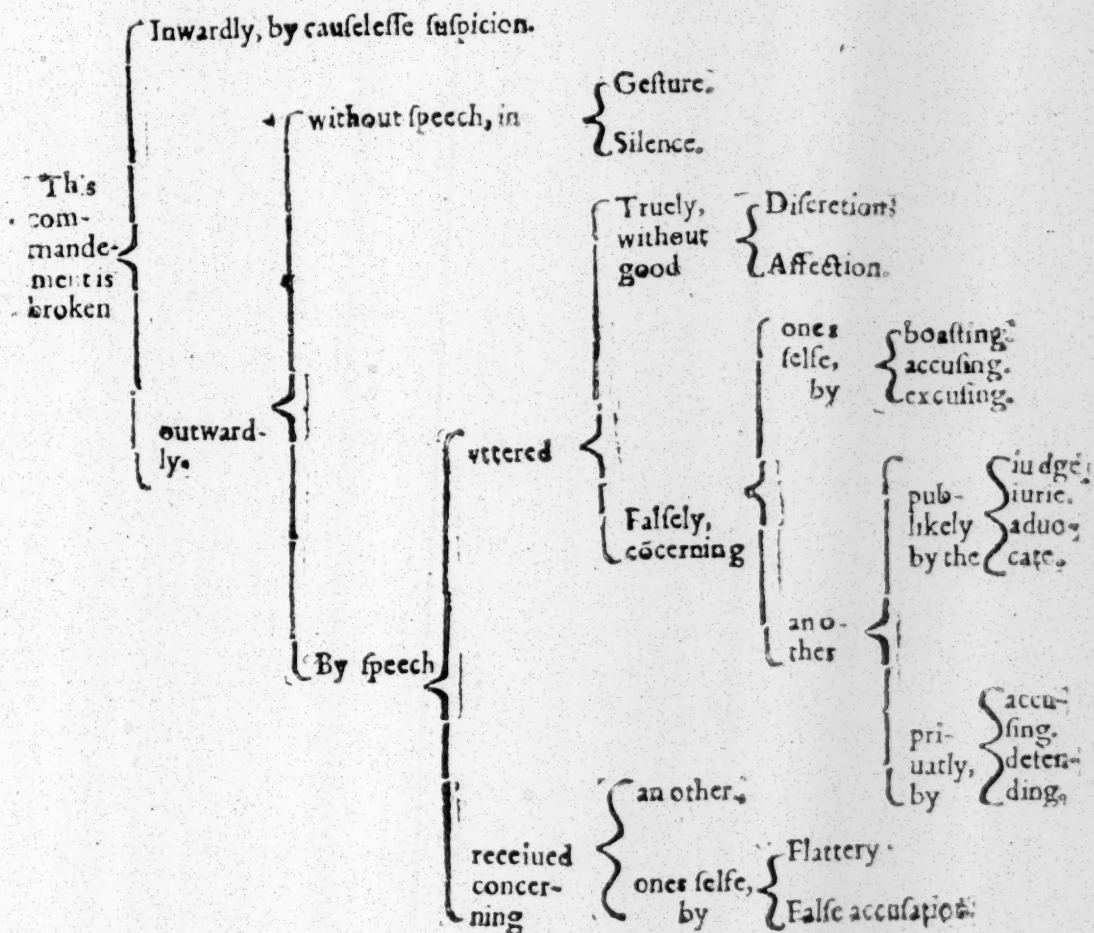 This
com-
mande-
ment is
broken
Inwardly, by cauſeleſſe ſuſpicion.
outward-
ly.
without ſpeech, in
Geſture.
Silence.
By ſpeech
vttered
Truely,
without
good
Diſcretion.
Affection.
Falſely,
cōcerning
ones
ſelfe,
by
boaſting.
accuſing.
excuſing.
ano-
ther
pub-
likely
by the
iudge.
iurie.
aduo-
cate.
pri-
uatly,
by
accu-
ſing.
defen-
ding.
receiued
concer-
ning
an other.
ones ſelfe,
by
Flattery
Falſe accuſation.